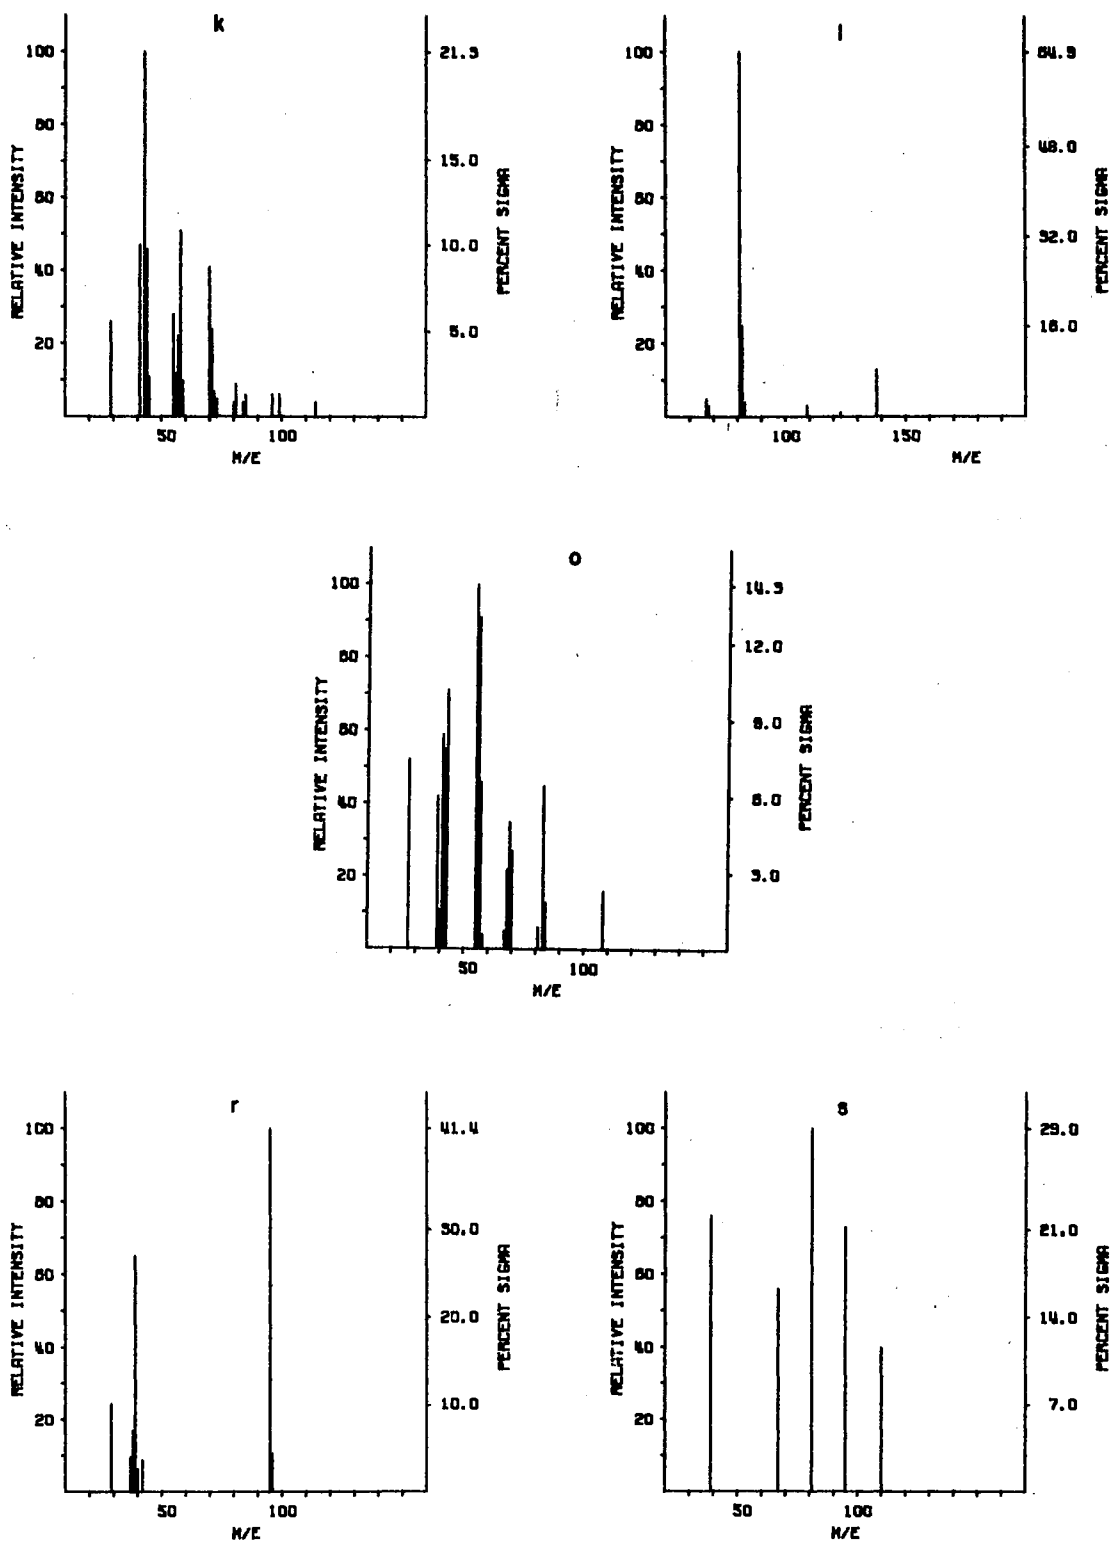 k
100
80
60
40
20
RELATIVE INTENSITY
21.3
15.0
10.0
5.0
PERCENT SIGMA
50
100
M/E
l
100
80
60
40
20
RELATIVE INTENSITY
64.9
48.0
32.0
16.0
PERCENT SIGMA
100
150
M/E
o
100
80
60
40
20
RELATIVE INTENSITY
14.3
12.0
9.0
6.0
3.0
PERCENT SIGMA
50
100
M/E
r
100
80
60
40
20
RELATIVE INTENSITY
41.4
30.0
20.0
10.0
PERCENT SIGMA
50
100
M/E
s
100
80
60
40
20
RELATIVE INTENSITY
29.0
21.0
14.0
7.0
PERCENT SIGMA
50
100
M/E